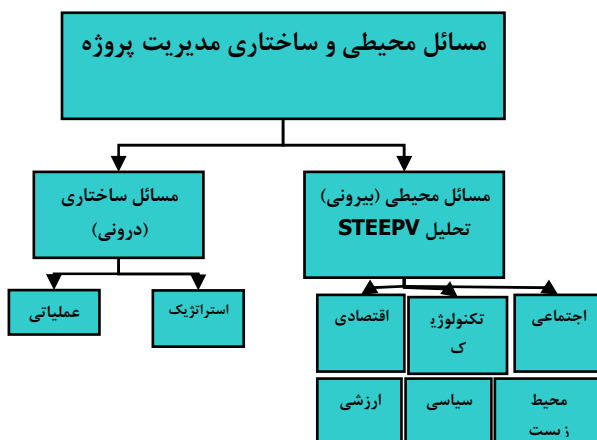 مسائل محیطی و ساختاری مدیریت پروژه
مسائل محیطی (بیرونی)
تحلیل STEEPV
مسائل ساختاری
(درونی)
اجتماعی
تکنولوژی
ک
اقتصادی
استراتژیک
عملیاتی
محیط
زیست
سیاسی
ارزشی